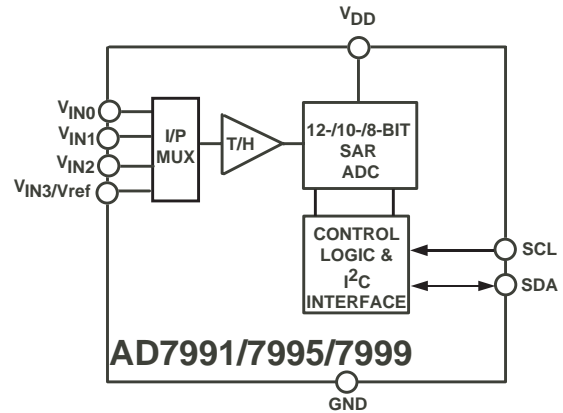 VDD
VIN0
VIN1
VIN2
VIN3/Vref
I/P
MUX
T/H
12-/10-/8-BIT
SAR
ADC
CONTROL
LOGIC &
I2C
INTERFACE
SCL
SDA
AD7991/7995/7999
GND